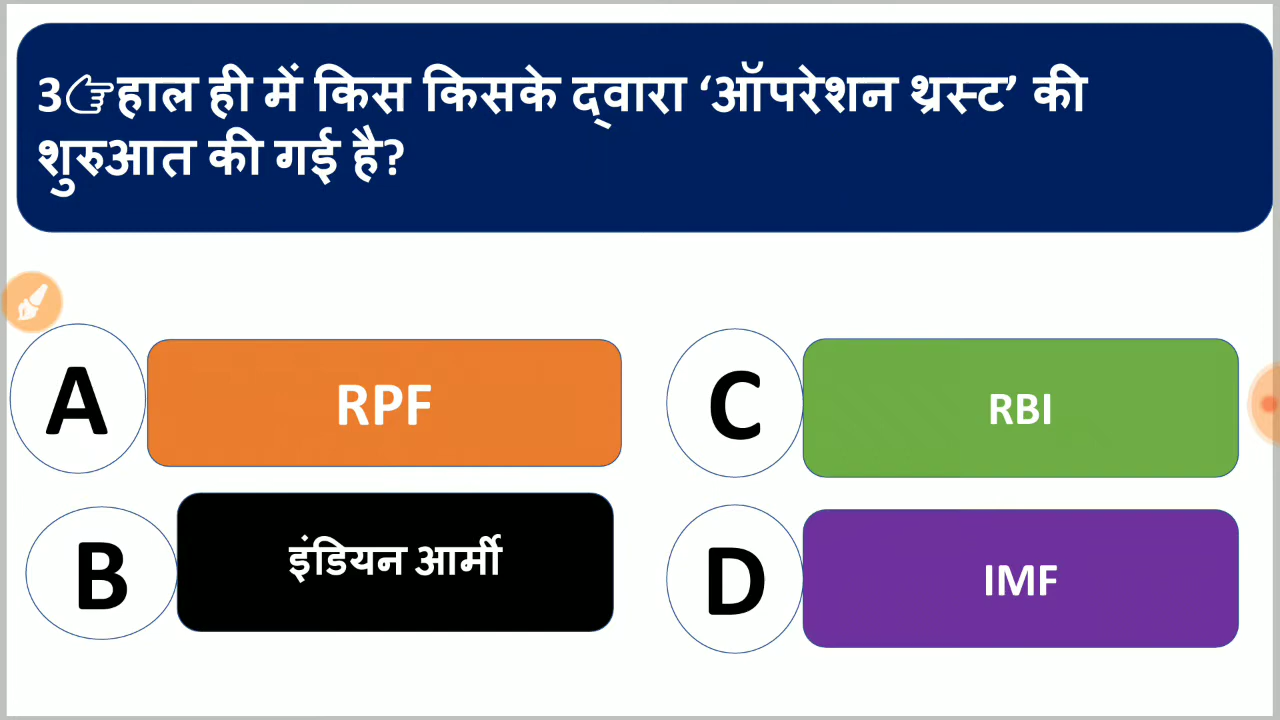 3👉हाल ही में किस किसके द्वारा ‘ऑपरेशन थ्रस्ट’ की
शुरुआत की गई है?
A
RPF
C
RBI
B
इंडियन आर्मी
D
IMF